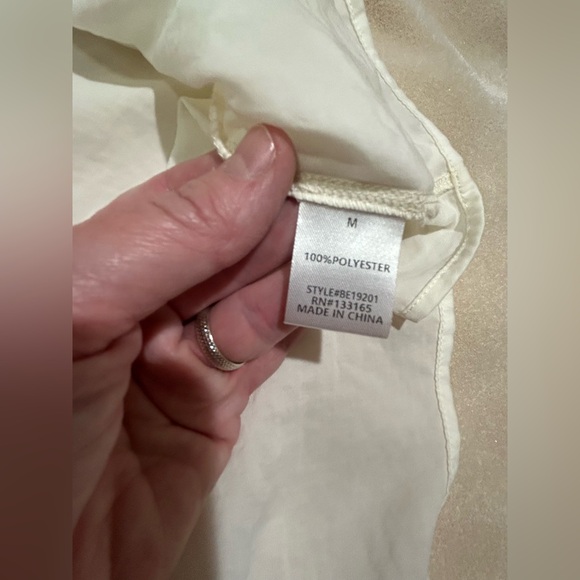 M
100%POLYESTER
STYLE#BE19201
RN#133165
MADE IN CHINA